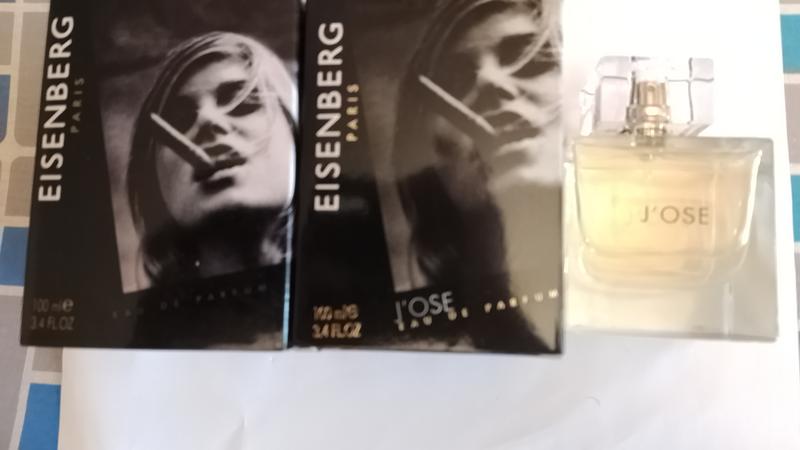 EISENBERG
PARIS
100 ml e
3.4 FL.OZ
EAU DE PARFUM
EISENBERG
PARIS
100 ml e
3.4 FL.OZ
J'OSE
EAU DE PARFUM
J'OSE